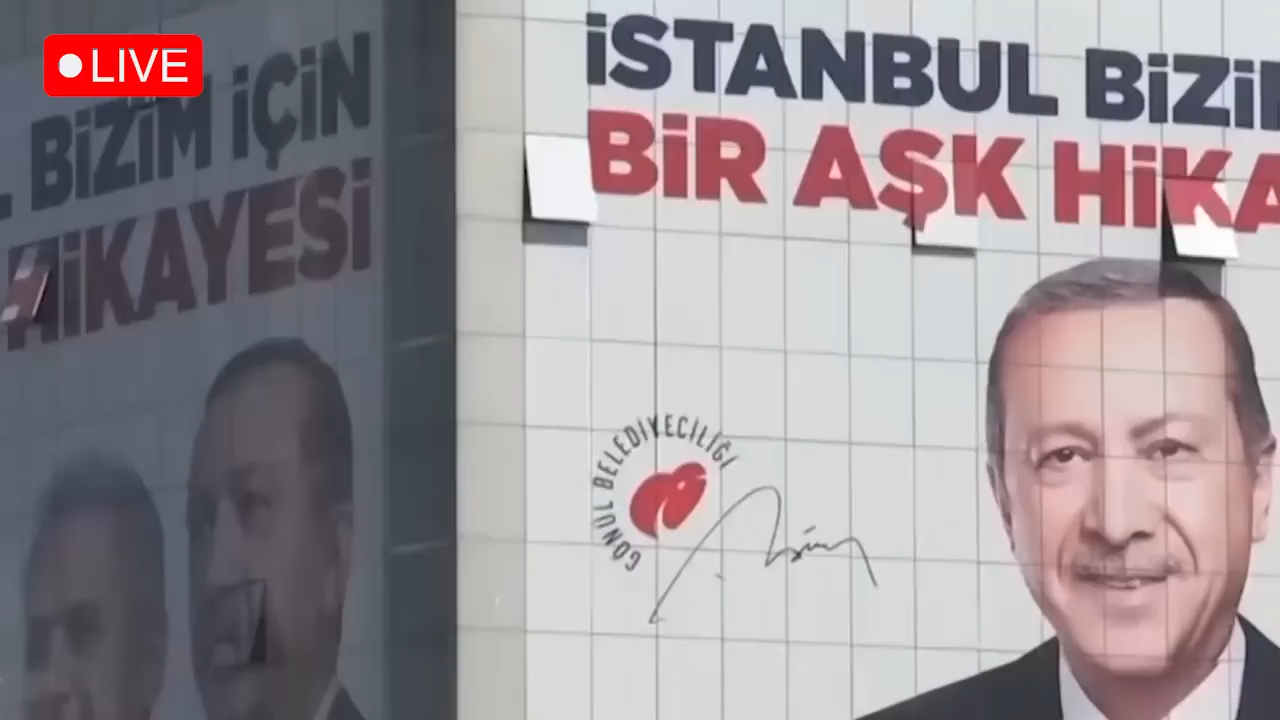 LIVE
BİZİM İÇİN
HİKAYESİ
İSTANBUL BİZİ
BİR AŞK HİKA
GÖNÜL BELEDİYECİLİĞİ